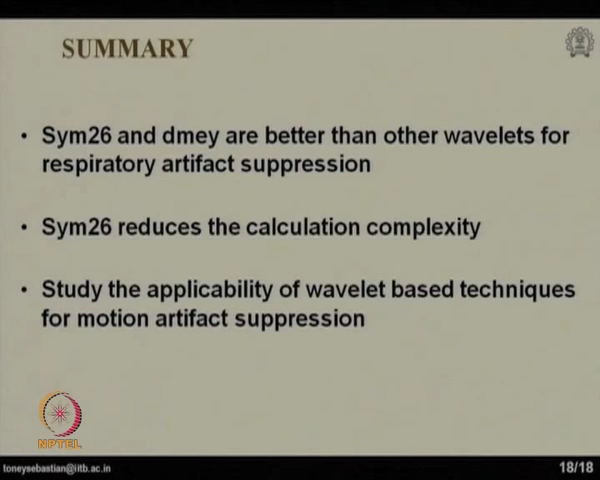 SUMMARY
• Sym26 and dmey are better than other wavelets for
respiratory artifact suppression
• Sym26 reduces the calculation complexity
• Study the applicability of wavelet based techniques
for motion artifact suppression
NPTEL
toneysebastian@iitb.ac.in
18/18